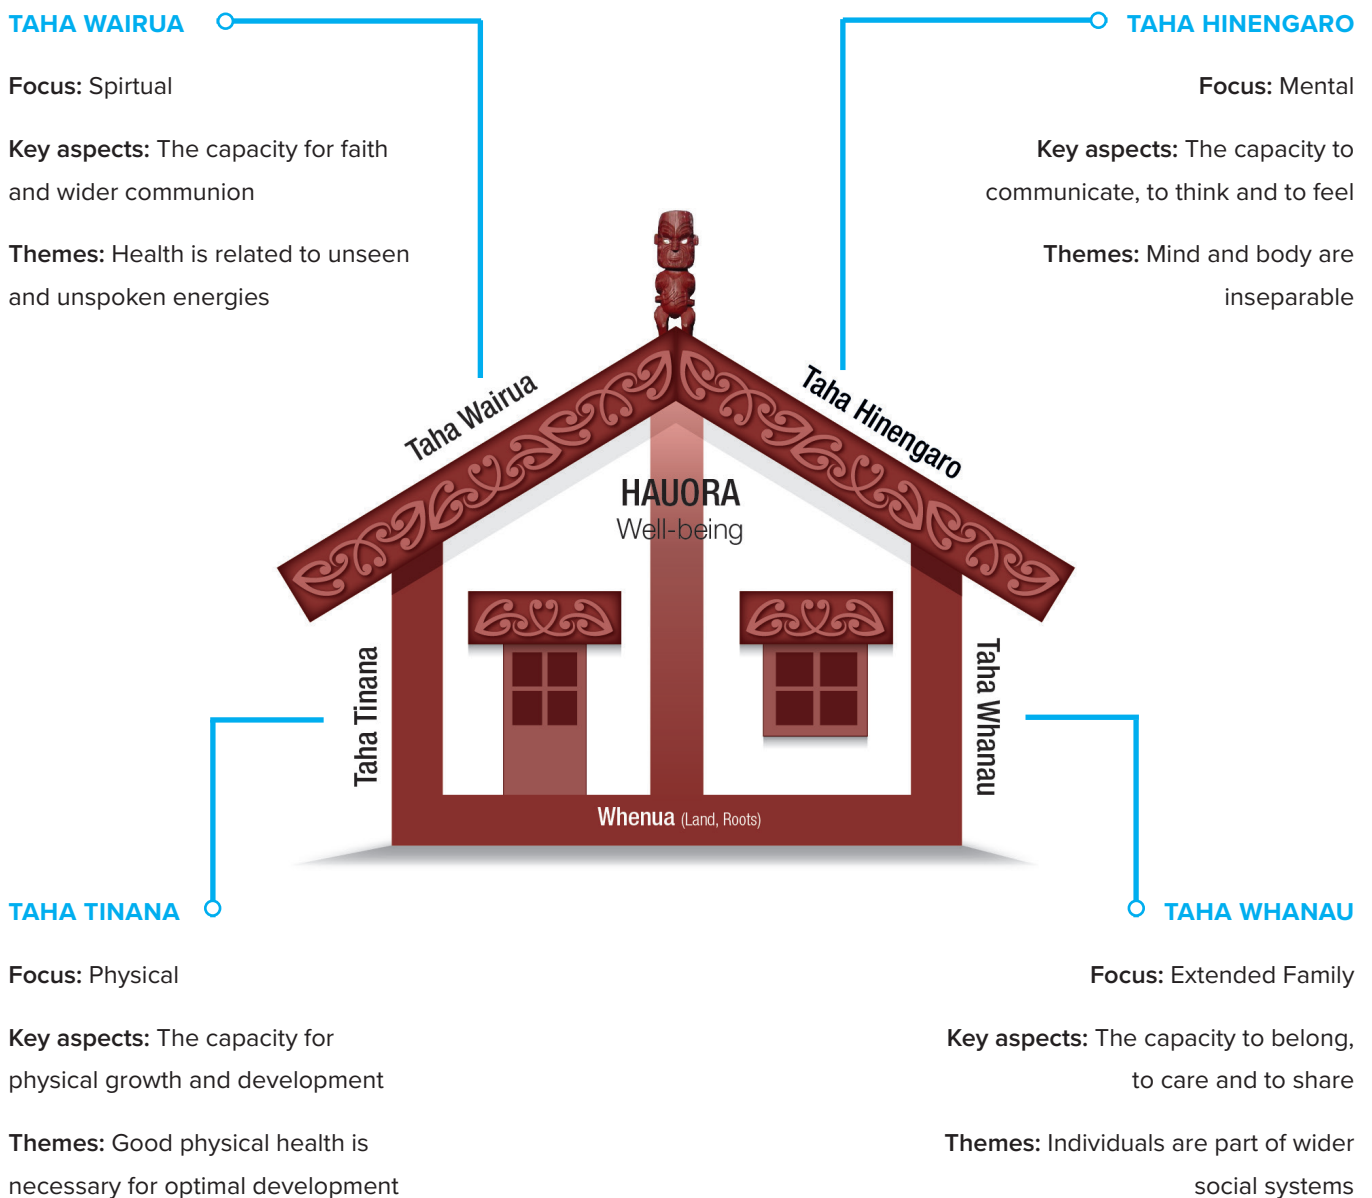 TAHA WAIRUA
Focus: Spirtual
Key aspects: The capacity for faith
and wider communion
Themes: Health is related to unseen
and unspoken energies
TAHA HINENGARO
Focus: Mental
Key aspects: The capacity to
communicate, to think and to feel
Themes: Mind and body are
inseparable
Taha Wairua
Taha Hinengaro
HAUORA
Well-being
Taha Tinana
Taha Whanau
Whenua (Land, Roots)
TAHA TINANA
Focus: Physical
Key aspects: The capacity for
physical growth and development
Themes: Good physical health is
necessary for optimal development
TAHA WHANAU
Focus: Extended Family
Key aspects: The capacity to belong,
to care and to share
Themes: Individuals are part of wider
social systems